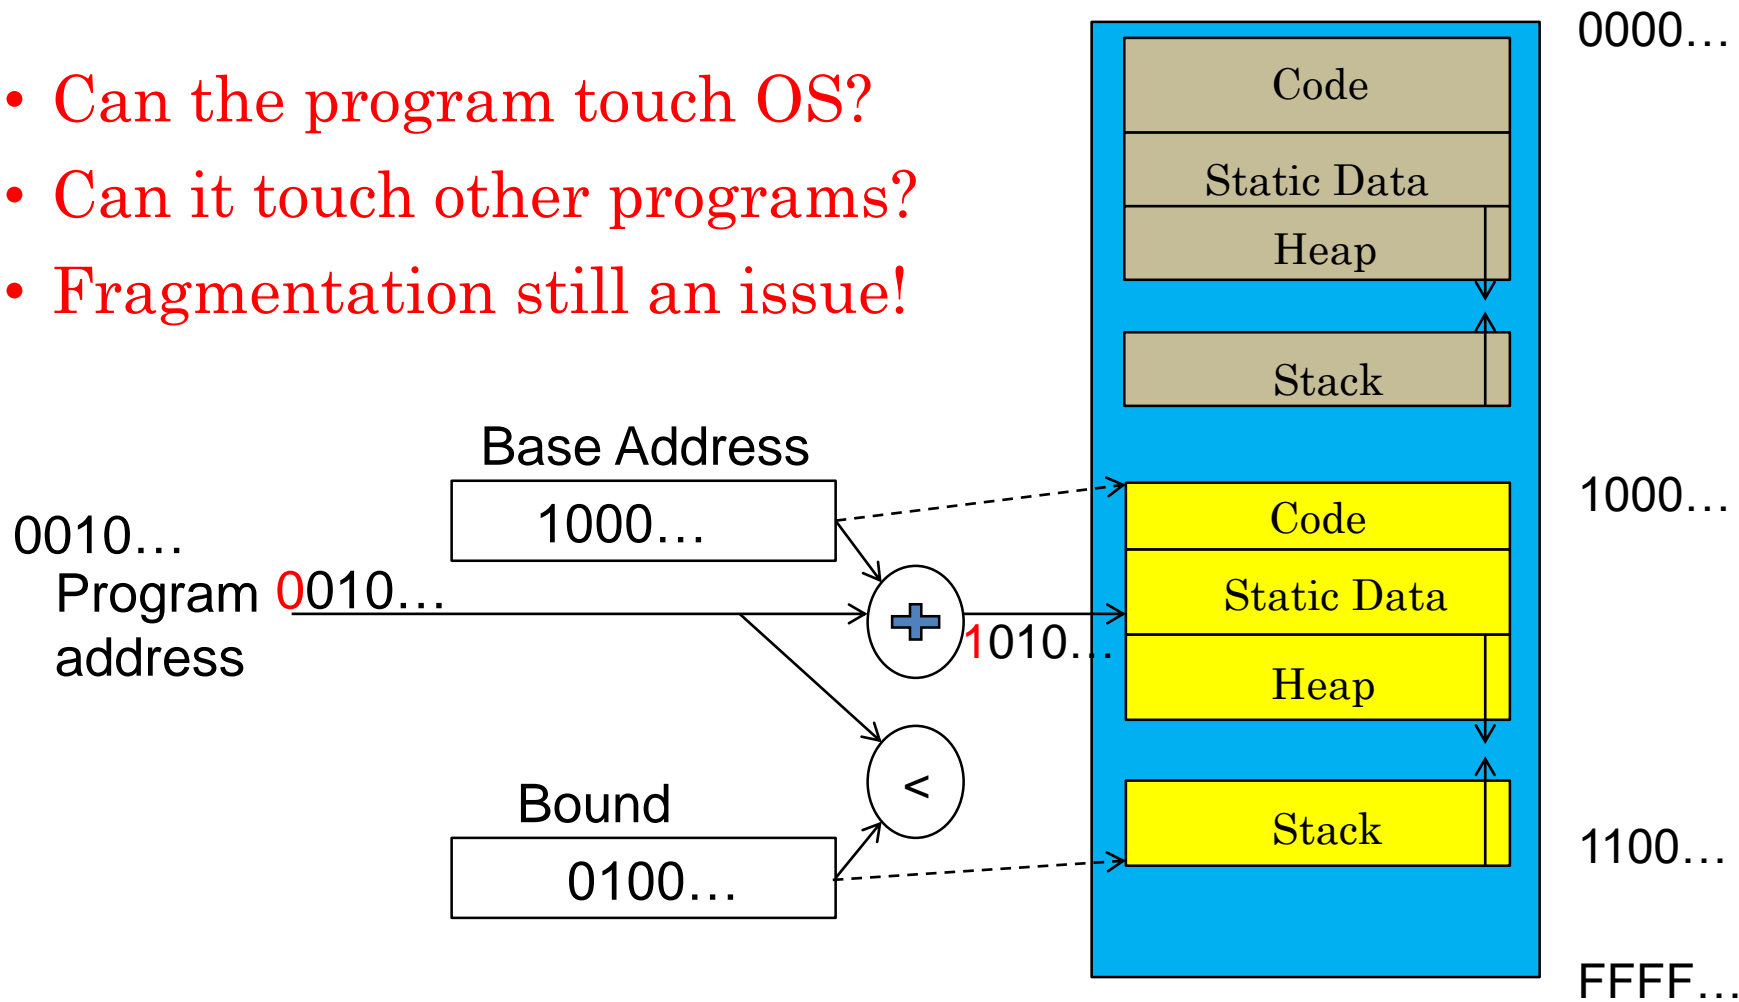 • Can the program touch OS?
• Can it touch other programs?
• Fragmentation still an issue!
0000…
Code
Static Data
Heap
Stack
Base Address
1000…
0010…
Program 0010…
address
1010…
Bound
0100…
<
1000…
Code
Static Data
Heap
Stack
1100…
FFFF…